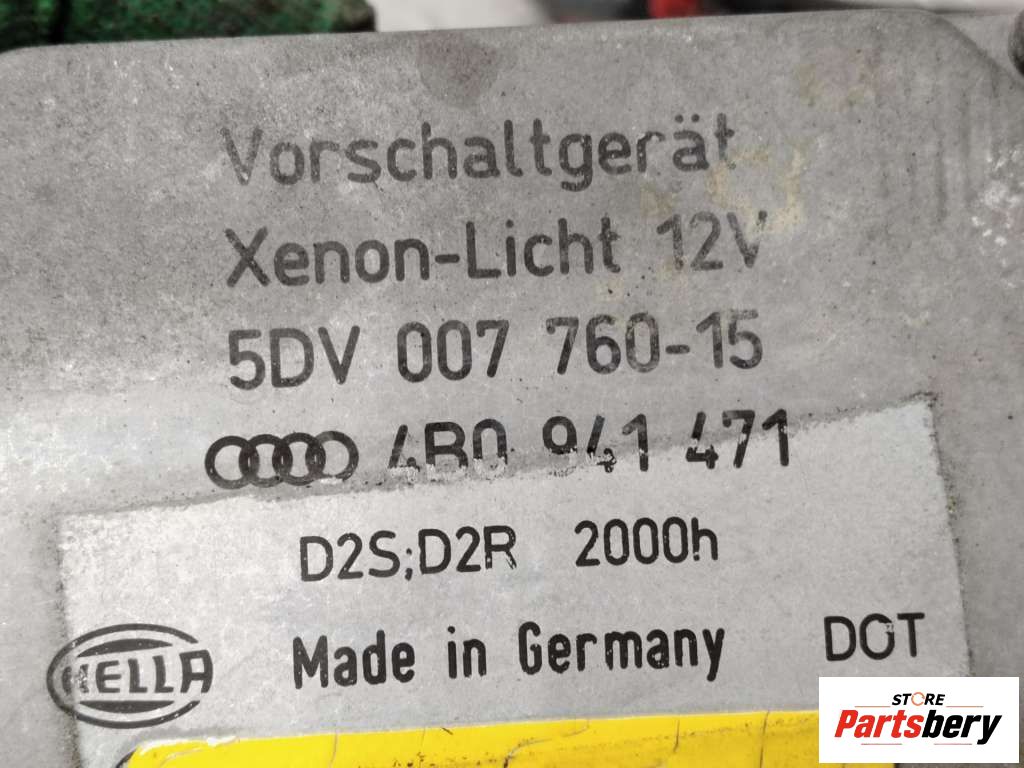 Vorschaltgerät
Xenon-Licht 12V
5DV 007 760-15
4B0 941 471
D2S;D2R 2000h
HELLA
Made in Germany
DOT
STORE
Partsbery